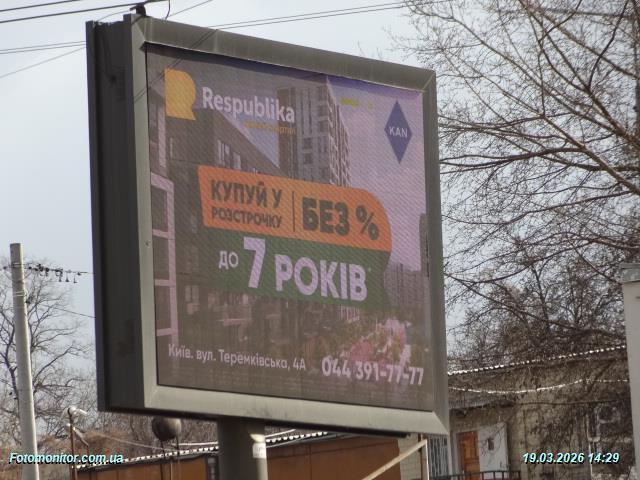 Respublika
KAN
КУПУЙ У
РОЗСТРОЧКУ
БЕЗ %
ДО 7 РОКІВ*
Київ. вул. Теремківська, 4А
044 391-77-77
Fotomonitor.com.ua
19.03.2026 14:29